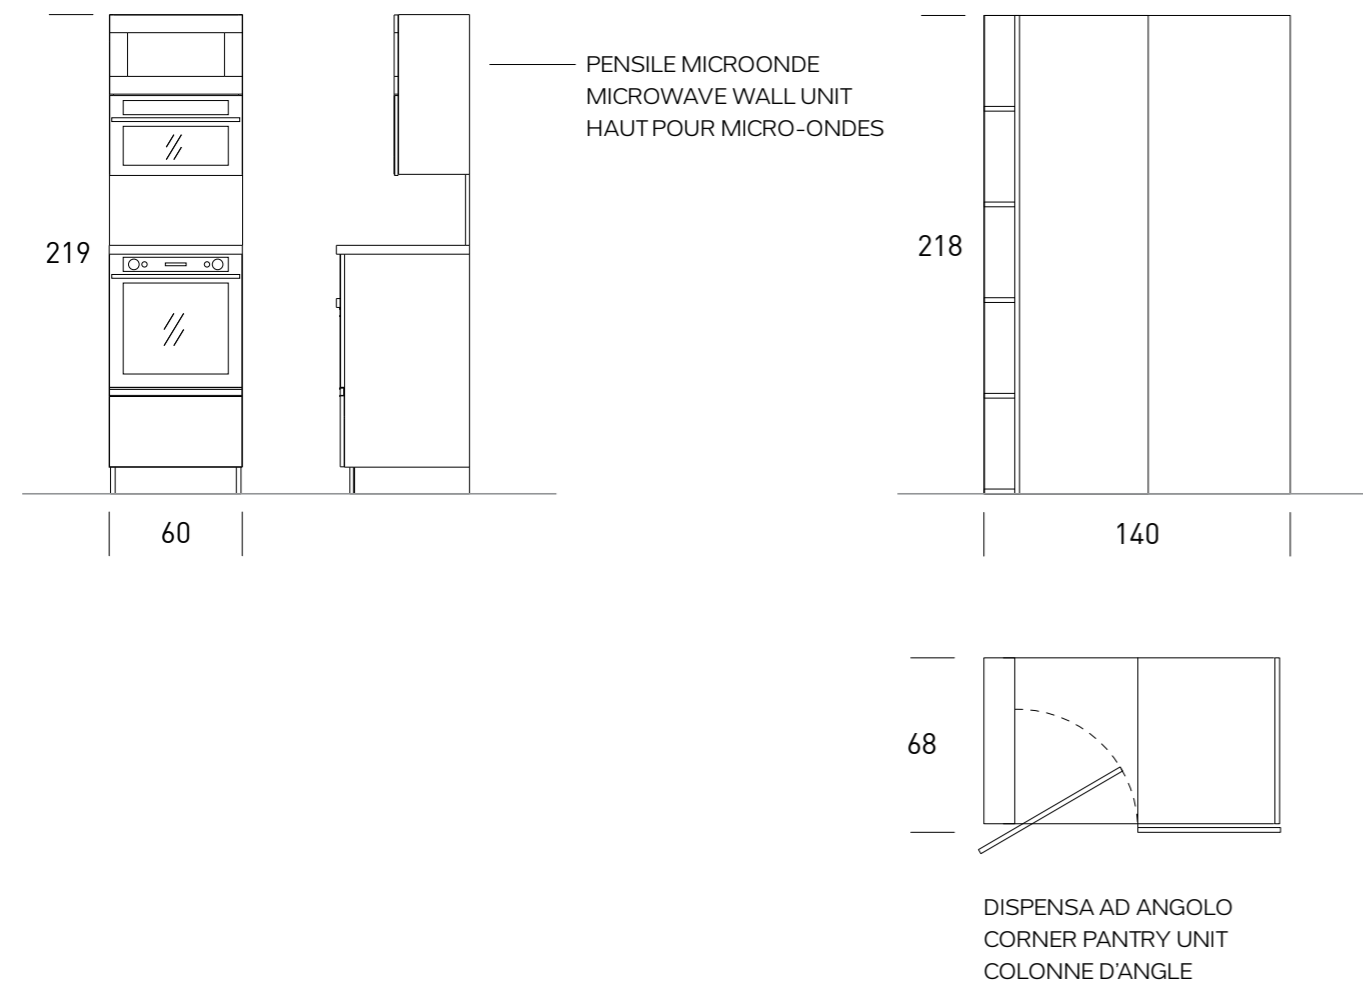 PENSILE MICROONDE
MICROWAVE WALL UNIT
HAUT POUR MICRO-ONDES
219
60
218
140
68
DISPENSA AD ANGOLO
CORNER PANTRY UNIT
COLONNE D'ANGLE